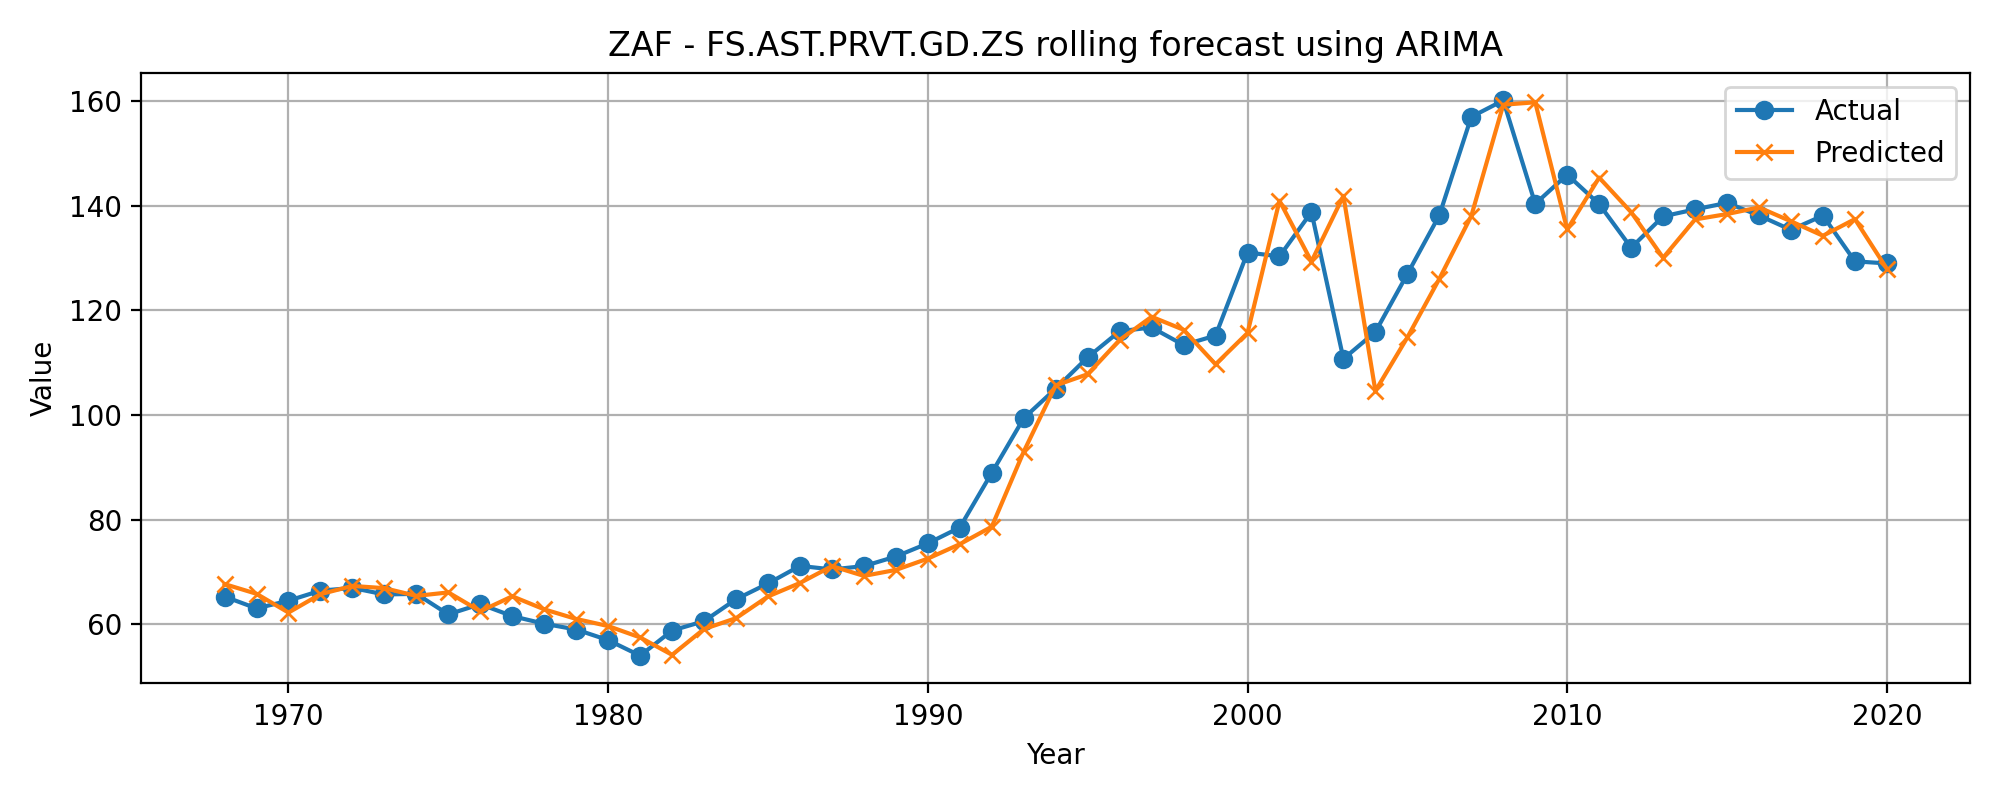 ZAF - FS.AST.PRVT.GD.ZS rolling forecast using ARIMA
Actual
Predicted
Value
160
140
120
100
80
60
1970
1980
1990
2000
2010
2020
Year